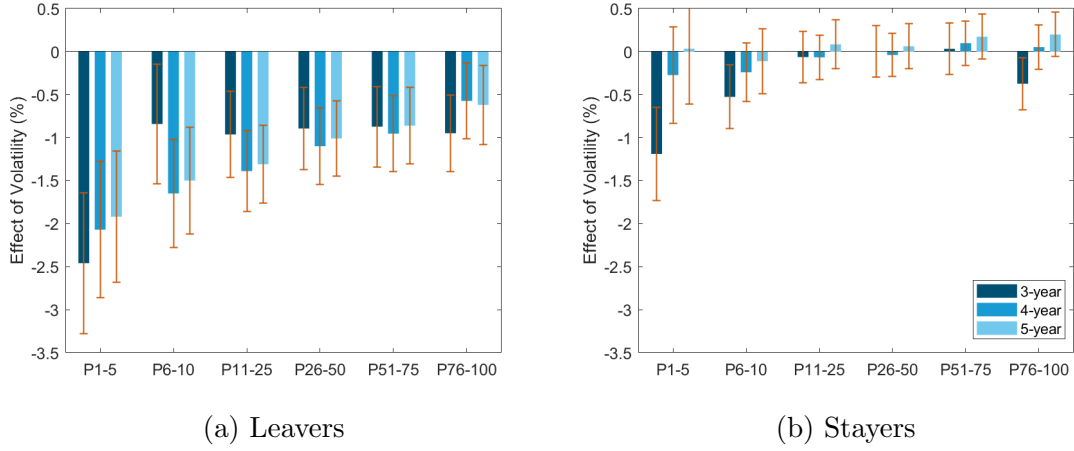 0.5
0
-0.5
-1
-1.5
-2
-2.5
-3
-3.5
Effect of Volatility (%)
P1-5 P6-10 P11-25 P26-50 P51-75 P76-100
(a) Leavers
0.5
0
-0.5
-1
-1.5
-2
-2.5
-3
-3.5
Effect of Volatility (%)
3-year
4-year
5-year
P1-5 P6-10 P11-25 P26-50 P51-75 P76-100
(b) Stayers